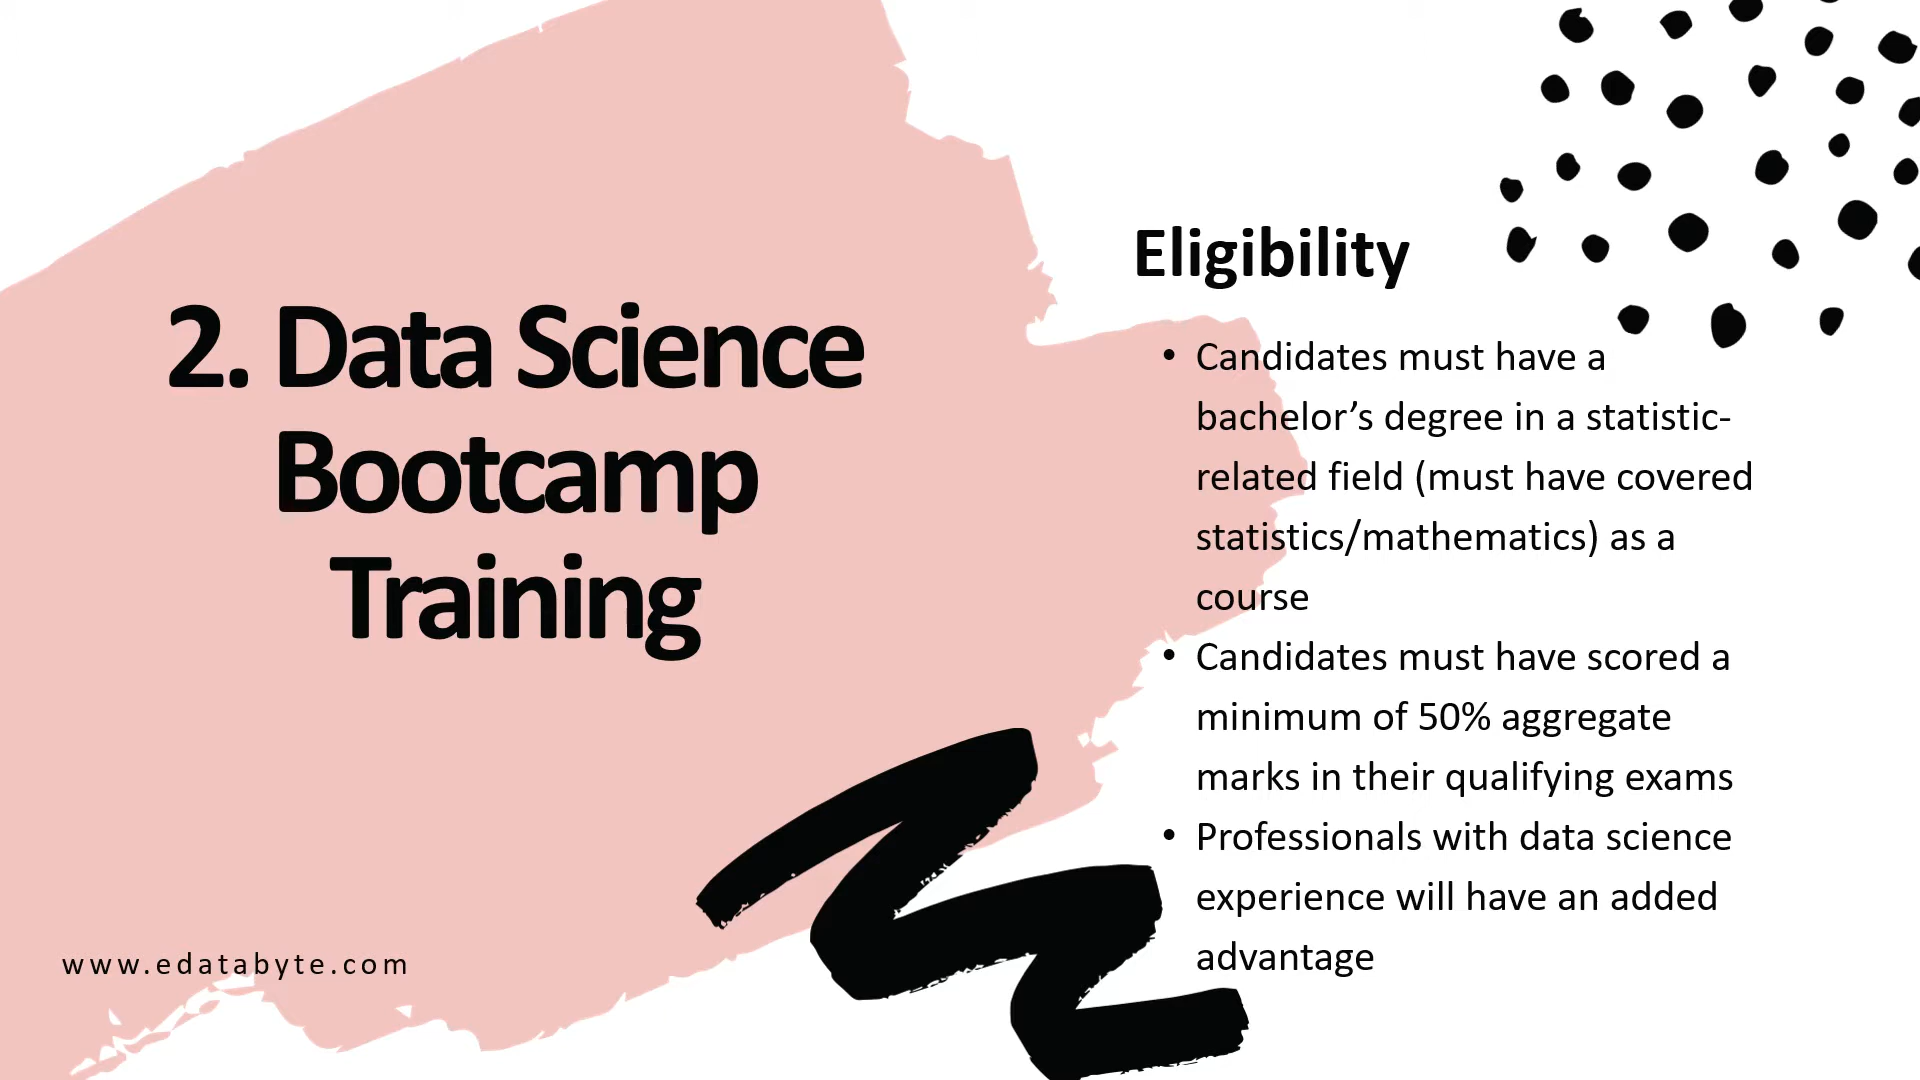 2. Data Science
Bootcamp
Training
www.edatabyte.com
Eligibility
• Candidates must have a
bachelor’s degree in a statistic-
related field (must have covered
statistics/mathematics) as a
course
• Candidates must have scored a
minimum of 50% aggregate
marks in their qualifying exams
• Professionals with data science
experience will have an added
advantage